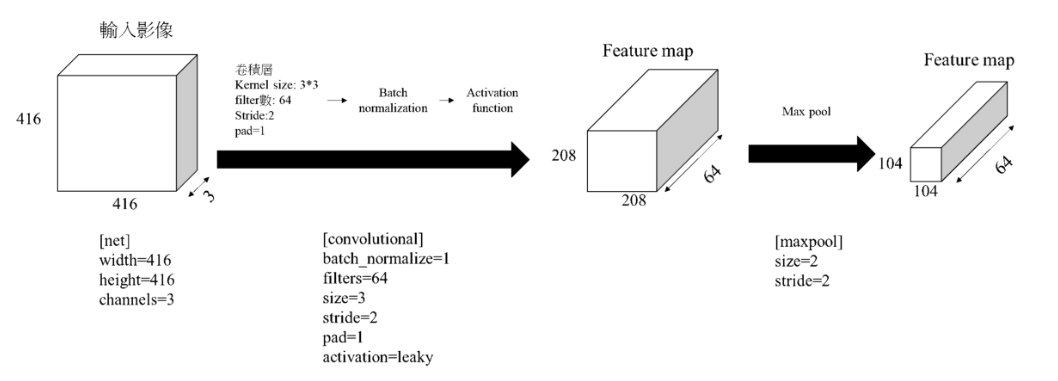 輸入影像
416
416
3
卷積層
Kernel size: 3*3
filter數: 64
Stride:2
pad=1
Batch
normalization
Activation
function
Feature map
208
208
64
Max pool
Feature map
104
104
64
[net]
width=416
height=416
channels=3
[convolutional]
batch_normalize=1
filters=64
size=3
stride=2
pad=1
activation=leaky
[maxpool]
size=2
stride=2